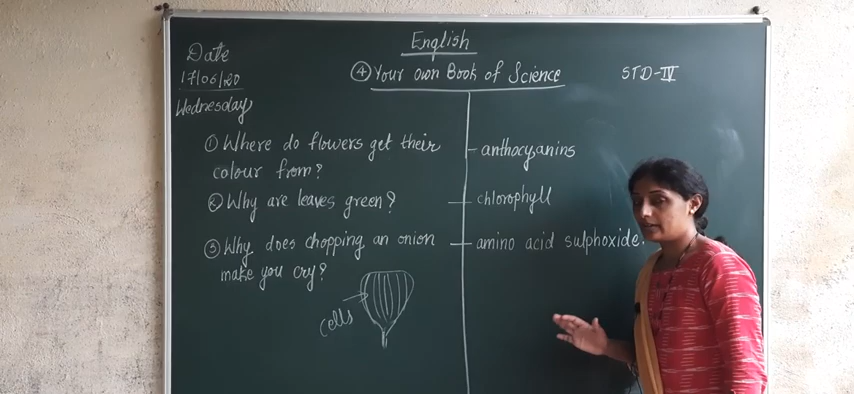 English
Date
17/06/20
Wednesday
④ Your own Book of Science
STD-IV
① Where do flowers get their
colour from?
- anthocyanins
② Why are leaves green?
- chlorophyll
③ Why does chopping an onion
make you cry?
- amino acid sulphoxide.
cells